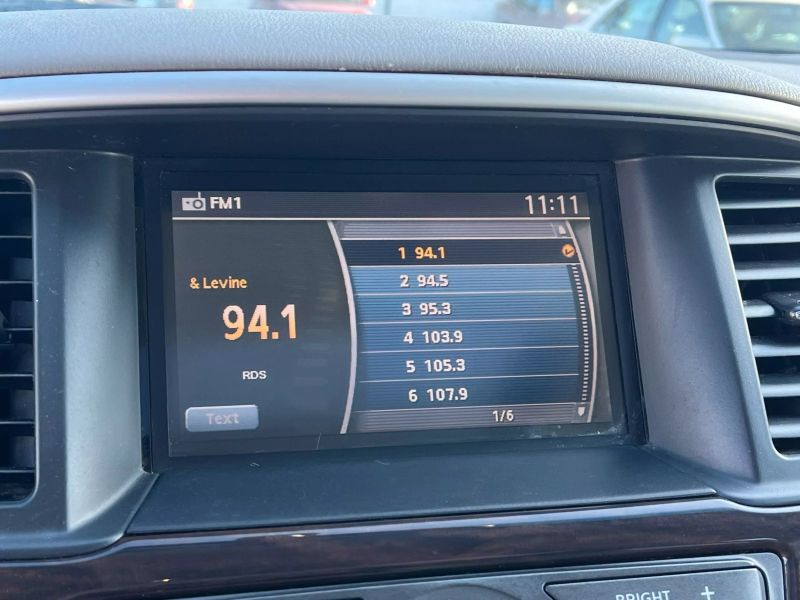 FM1 11:11
& Levine
94.1
RDS
Text
1 94.1
2 94.5
3 95.3
4 103.9
5 105.3
6 107.9
1/6
BRIGHT +